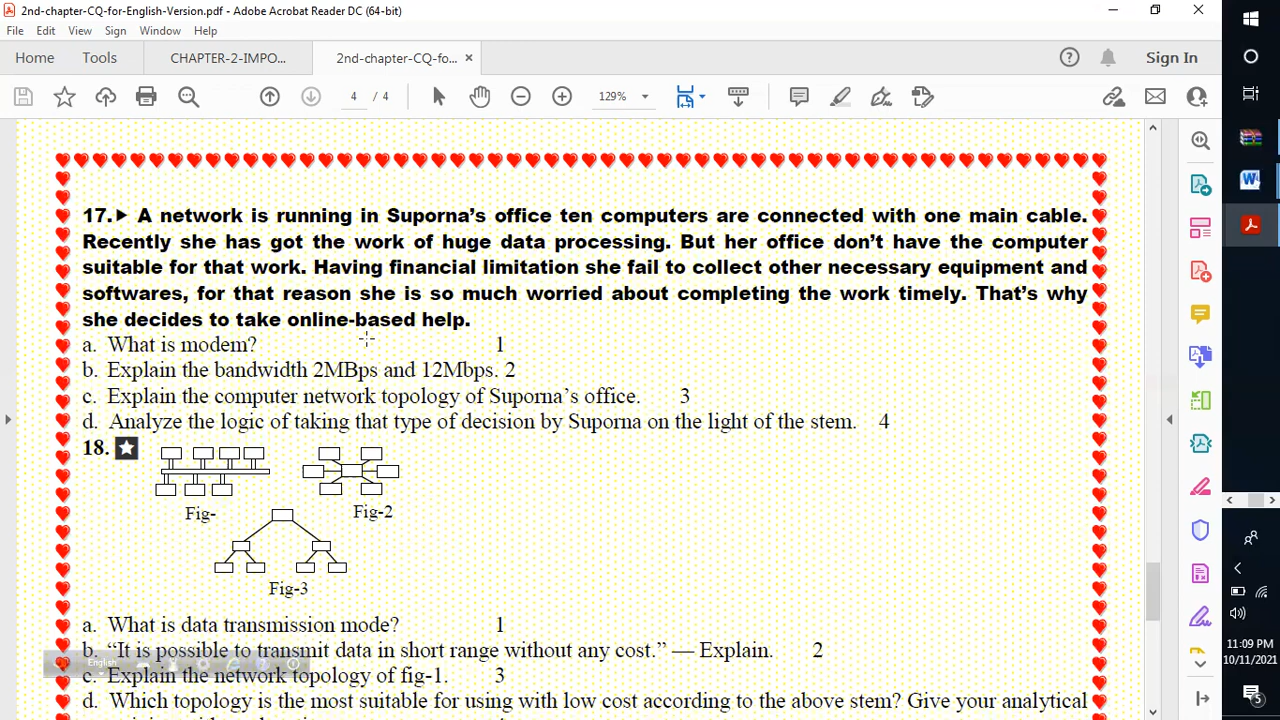 2nd-chapter-CQ-for-English-Version.pdf - Adobe Acrobat Reader DC (64-bit)
File Edit View Sign Window Help
Home Tools CHAPTER-2-IMPO... 2nd-chapter-CQ-fo... × Sign In
4 / 4 129%
17. A network is running in Suporna's office ten computers are connected with one main cable.
Recently she has got the work of huge data processing. But her office don't have the computer
suitable for that work. Having financial limitation she fail to collect other necessary equipment and
softwares, for that reason she is so much worried about completing the work timely. That's why
she decides to take online-based help.
a. What is modem? 1
b. Explain the bandwidth 2MBps and 12Mbps. 2
c. Explain the computer network topology of Suporna's office. 3
d. Analyze the logic of taking that type of decision by Suporna on the light of the stem. 4
18.
Fig- Fig-2
Fig-3
a. What is data transmission mode? 1
b. “It is possible to transmit data in short range without any cost.” — Explain. 2
English
c. Explain the network topology of fig-1. 3
d. Which topology is the most suitable for using with low cost according to the above stem? Give your analytical
11:09 PM
10/11/2021
5